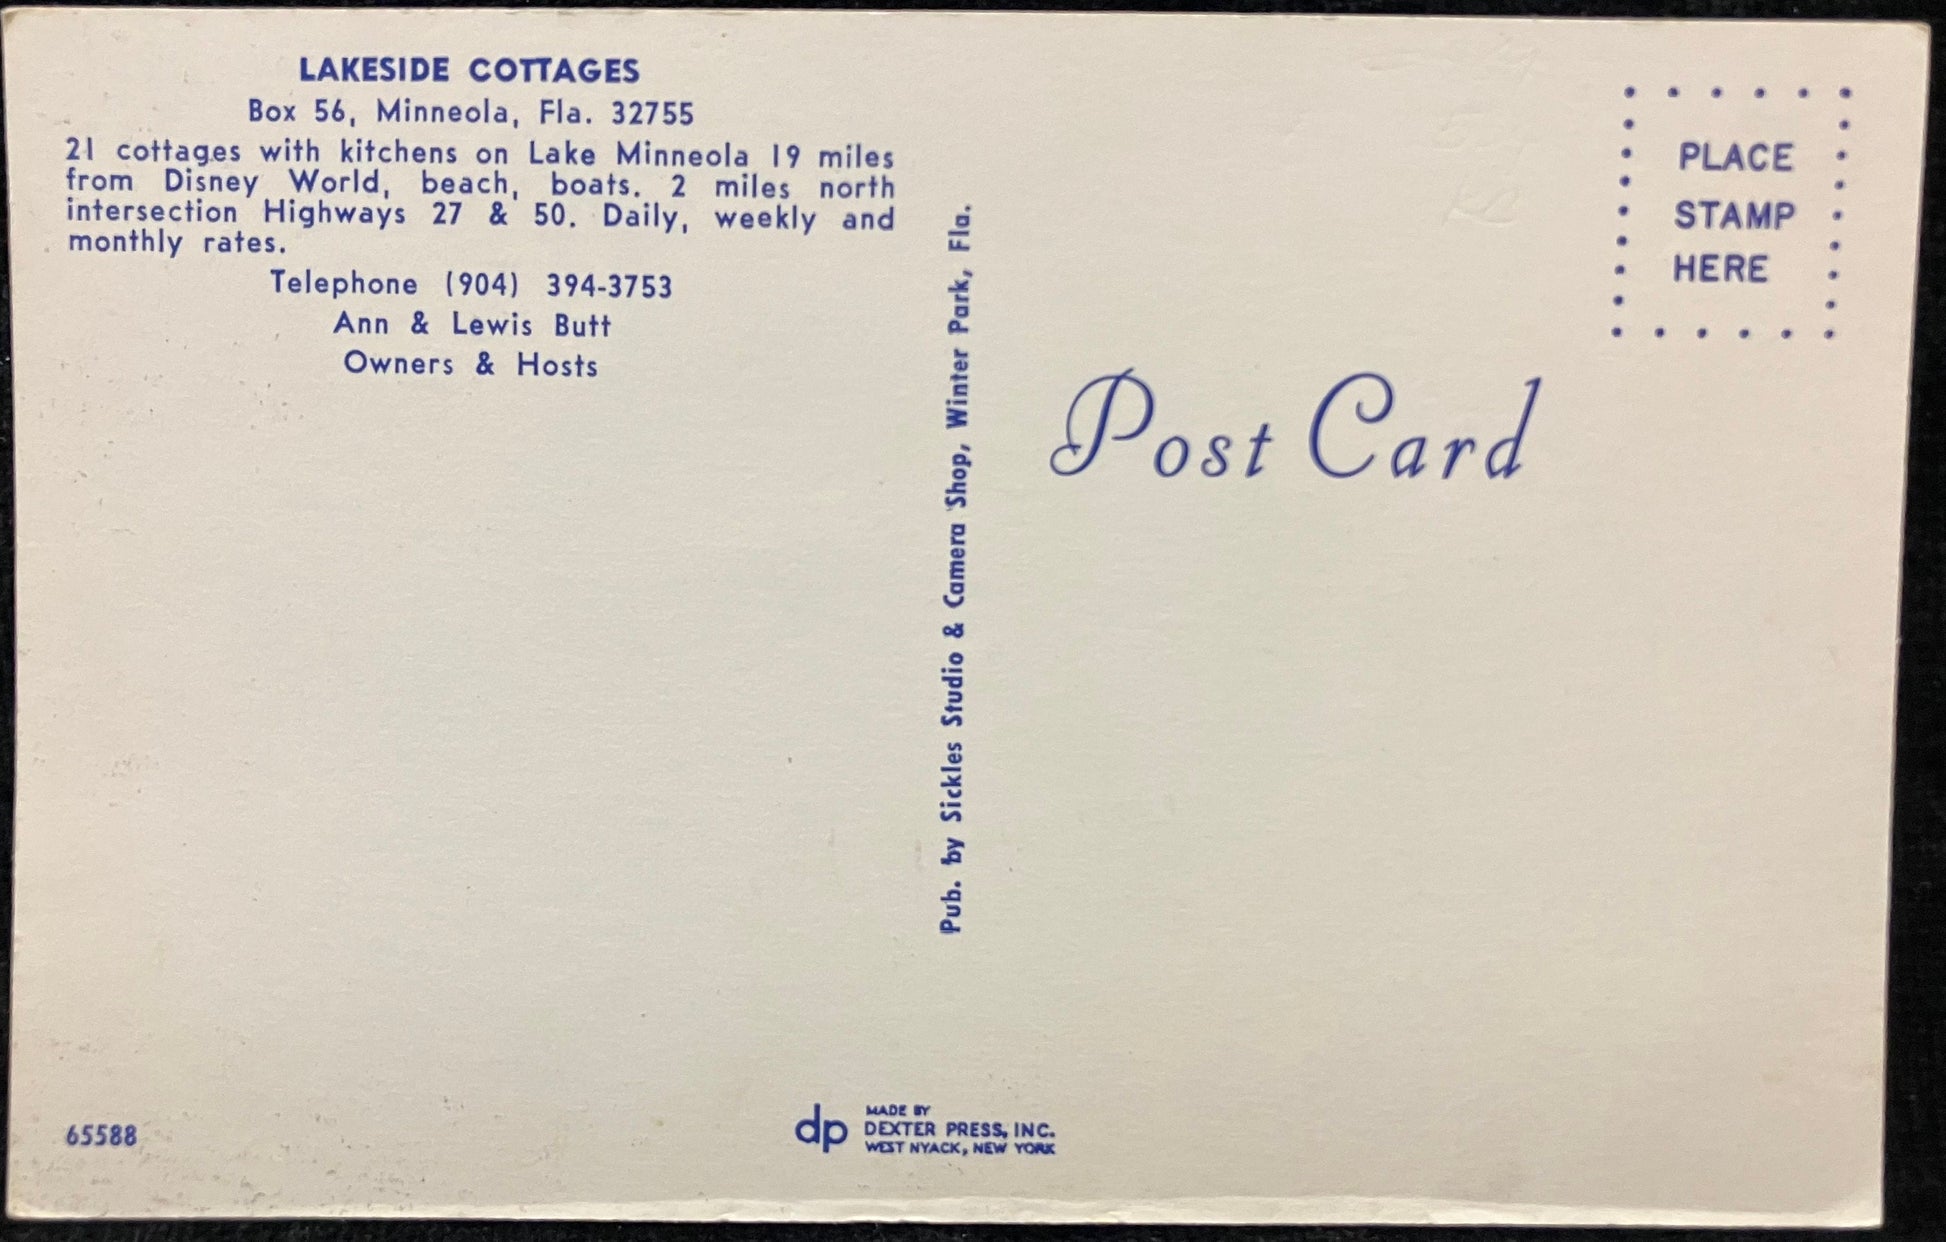 LAKESIDE COTTAGES
Box 56, Minneola, Fla. 32755
21 cottages with kitchens on Lake Minneola 19 miles
from Disney World, beach, boats. 2 miles north
intersection Highways 27 & 50. Daily, weekly and
monthly rates.
Telephone (904) 394-3753
Ann & Lewis Butt
Owners & Hosts
65588
Pub. by Sickles Studio & Camera Shop, Winter Park, Fla.
dp
MADE BY
DEXTER PRESS, INC.
WEST NYACK, NEW YORK
Post Card
PLACE
STAMP
HERE